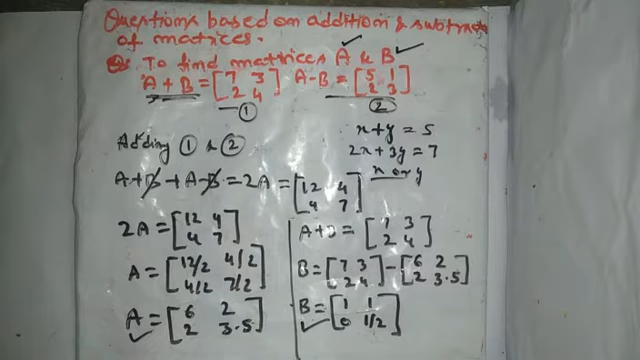 Questions based on addition & subtract
of matrices.
Q. To find matrices A & B
A + B = [7 3 A-B = [5 1
2 4] 2 3]
① ②
Adding ① & ②
x+y = 5
2x+3y = 7
x or y
A+B+A-B = 2A = [12 4
4 7]
2A = [12 4
4 7]
A = [12/2 4/2
4/2 7/2]
A = [6 2
2 3.5]
A+B = [7 3
2 4]
B = [7 3 - [6 2
2 4] 2 3.5]
B = [1 1
0 1/2]